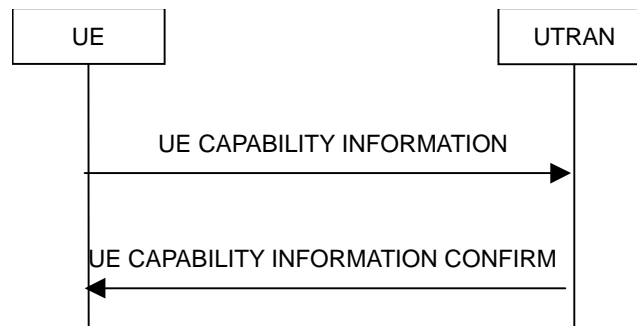 UE
UTRAN
UE CAPABILITY INFORMATION
UE CAPABILITY INFORMATION CONFIRM